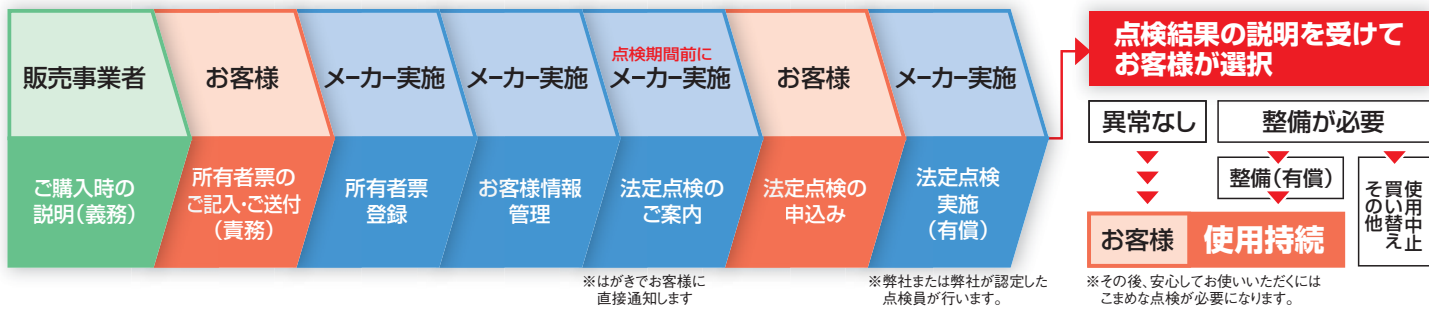 販売事業者
ご購入時の
説明(義務)
お客様
所有者票の
ご記入・ご送付
(責務)
メーカー実施
所有者票
登録
メーカー実施
お客様情報
管理
点検期間前に
メーカー実施
法定点検の
ご案内
※はがきでお客様に
直接通知します
お客様
法定点検の
申込み
メーカー実施
法定点検
実施
(有償)
※弊社または弊社が認定した
点検員が行います。
点検結果の説明を受けて
お客様が選択
異常なし
整備が必要
整備(有償)
使用中止
買い替え
その他
お客様 使用持続
※その後、安心してお使いいただくには
こまめな点検が必要になります。